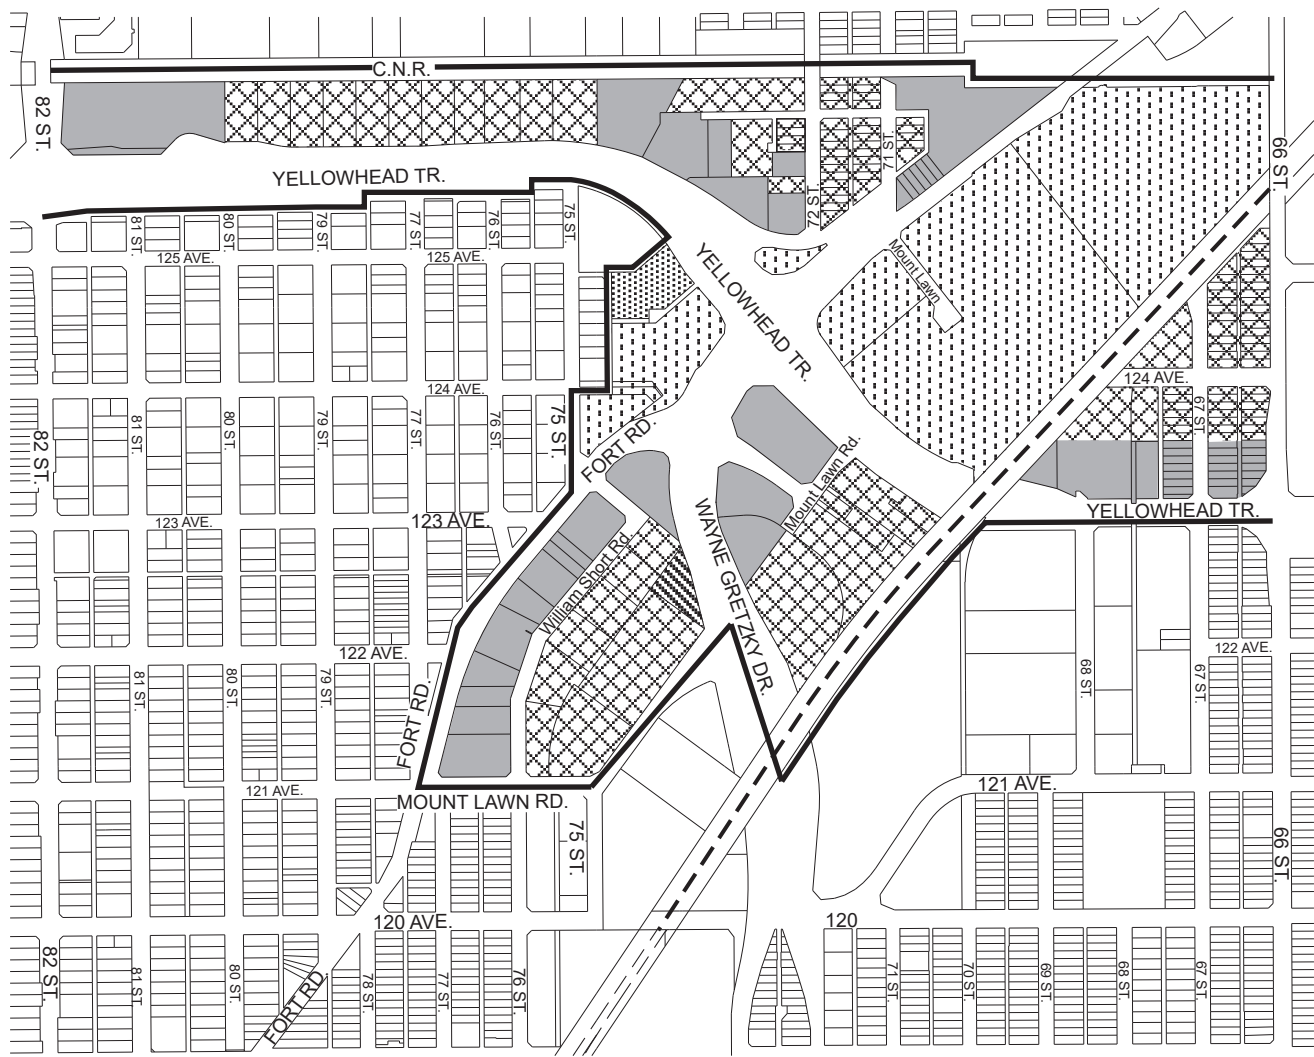 C.N.R.
82 ST.
66 ST.
YELLOWHEAD TR.
71 ST.
72 ST.
81 ST.
80 ST.
79 ST.
77 ST.
76 ST.
75 ST.
125 AVE.
125 AVE.
YELLOWHEAD TR.
Mount Lawn
124 AVE.
124 AVE.
82 ST.
81 ST.
80 ST.
79 ST.
77 ST.
76 ST.
75 ST.
67 ST.
FORT RD.
Mount Lawn Rd.
123 AVE.
123 AVE.
YELLOWHEAD TR.
WAYNE GRETZKY DR.
William Short Rd.
122 AVE.
122 AVE.
81 ST.
80 ST.
79 ST.
FORT RD.
68 ST.
67 ST.
121 AVE.
121 AVE.
MOUNT LAWN RD.
75 ST.
66 ST.
120 AVE.
120
82 ST.
81 ST.
80 ST.
FORT RD.
78 ST.
77 ST.
76 ST.
71 ST.
70 ST.
69 ST.
68 ST.
67 ST.